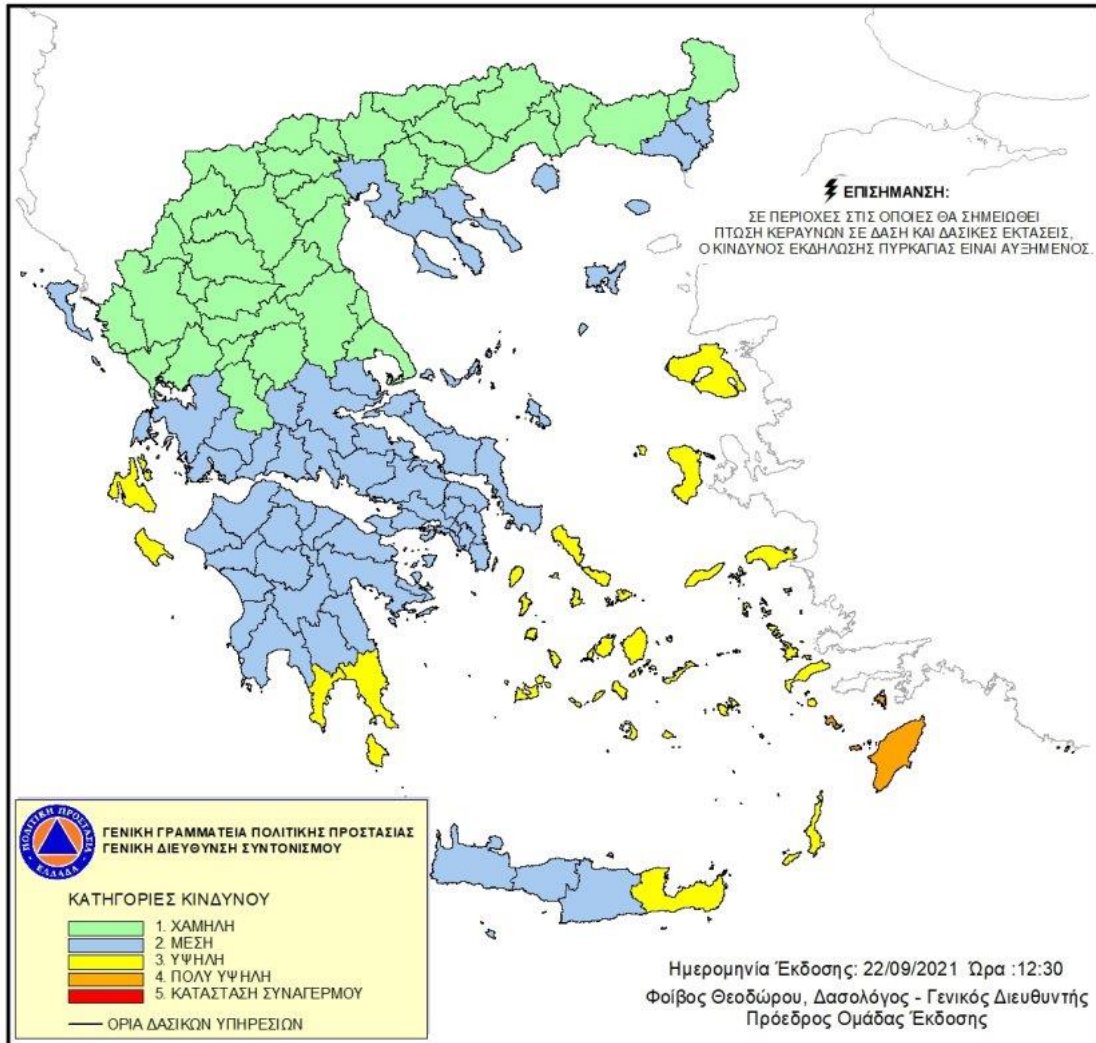 ΕΠΙΣΗΜΑΝΣΗ:
ΣΕ ΠΕΡΙΟΧΕΣ ΣΤΙΣ ΟΠΟΙΕΣ ΘΑ ΣΗΜΕΙΩΘΕΙ
ΠΤΩΣΗ ΚΕΡΑΥΝΩΝ ΣΕ ΔΑΣΗ ΚΑΙ ΔΑΣΙΚΕΣ ΕΚΤΑΣΕΙΣ,
Ο ΚΙΝΔΥΝΟΣ ΕΚΔΗΛΩΣΗΣ ΠΥΡΚΑΓΙΑΣ ΕΙΝΑΙ ΑΥΞΗΜΕΝΟΣ.
ΠΟΛΙΤΙΚΗ ΠΡΟΣΤΑΣΙΑ
ΕΛΛΑΔΑ
ΓΕΝΙΚΗ ΓΡΑΜΜΑΤΕΙΑ ΠΟΛΙΤΙΚΗΣ ΠΡΟΣΤΑΣΙΑΣ
ΓΕΝΙΚΗ ΔΙΕΥΘΥΝΣΗ ΣΥΝΤΟΝΙΣΜΟΥ
ΚΑΤΗΓΟΡΙΕΣ ΚΙΝΔΥΝΟΥ
1. ΧΑΜΗΛΗ
2. ΜΕΣΗ
3. ΥΨΗΛΗ
4. ΠΟΛΥ ΥΨΗΛΗ
5. ΚΑΤΑΣΤΑΣΗ ΣΥΝΑΓΕΡΜΟΥ
ΟΡΙΑ ΔΑΣΙΚΩΝ ΥΠΗΡΕΣΙΩΝ
Ημερομηνία Έκδοσης: 22/09/2021 Ώρα :12:30
Φοίβος Θεοδώρου, Δασολόγος - Γενικός Διευθυντής
Πρόεδρος Ομάδας Έκδοσης